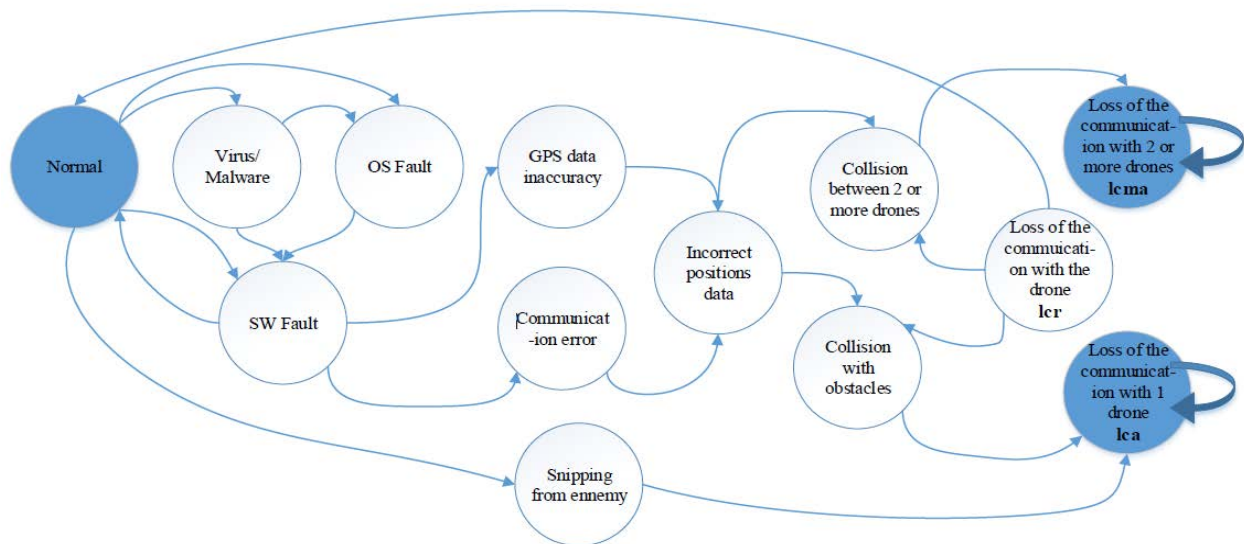 Normal
Virus/
Malware
OS Fault
GPS data
inaccuracy
Collision
between 2 or
more drones
Loss of the
communicat-
ion with 2 or
more drones
lcma
SW Fault
Communicat
-ion error
Incorrect
positions
data
Loss of the
commuicati-
on with the
drone
lcr
Collision
with
obstacles
Loss of the
communicat-
ion with 1
drone
lca
Snipping
from ennemy